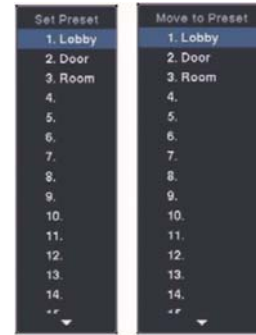 Set Preset
1. Lobby
2. Door
3. Room
4.
5.
6.
7.
8.
9.
10.
11.
12.
13.
14.
Move to Preset
1. Lobby
2. Door
3. Room
4.
5.
6.
7.
8.
9.
10.
11.
12.
13.
14.